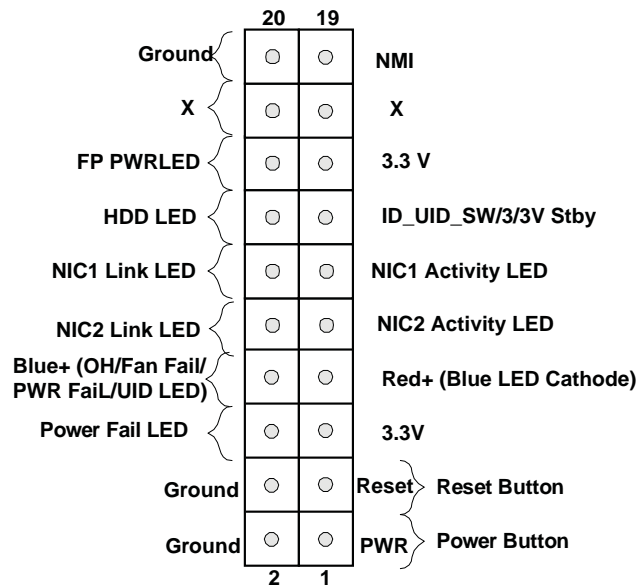 20 19
Ground NMI
X X
FP PWRLED 3.3 V
HDD LED ID_UID_SW/3/3V Stby
NIC1 Link LED NIC1 Activity LED
NIC2 Link LED NIC2 Activity LED
Blue+ (OH/Fan Fail/
PWR FaiL/UID LED) Red+ (Blue LED Cathode)
Power Fail LED 3.3V
Ground Reset Reset Button
Ground PWR Power Button
2 1